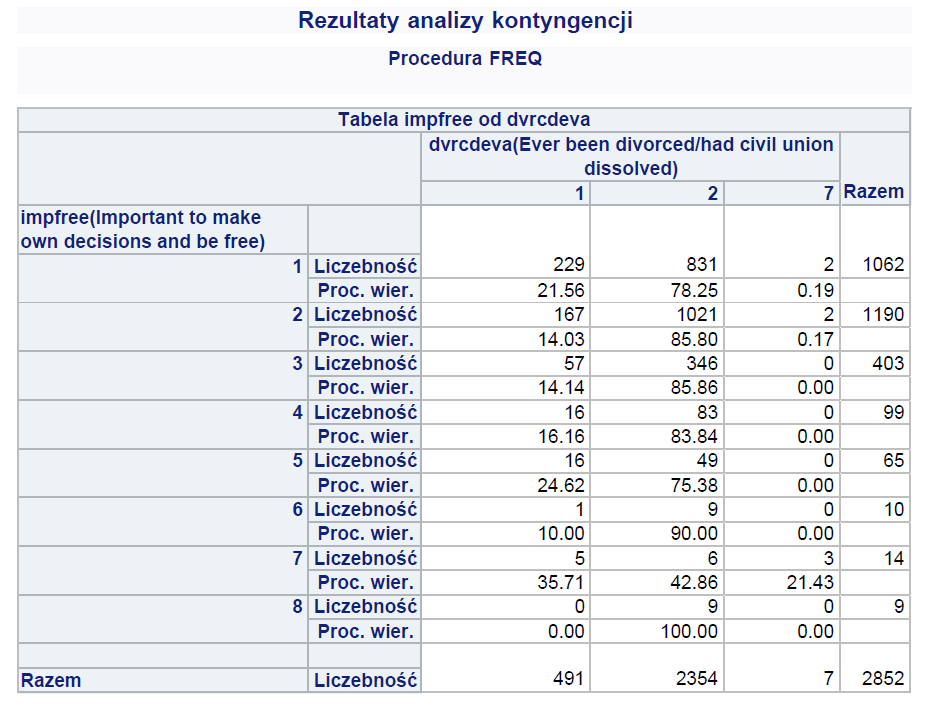 Rezultaty analizy kontyngencji
Procedura FREQ
Tabela impfree od dvrcdeva
dvrcdeva(Ever been divorced/had civil union
dissolved)
1 2 7 Razem
impfree(Important to make
own decisions and be free)
1 Liczebność 229 831 2 1062
Proc. wier. 21.56 78.25 0.19
2 Liczebność 167 1021 2 1190
Proc. wier. 14.03 85.80 0.17
3 Liczebność 57 346 0 403
Proc. wier. 14.14 85.86 0.00
4 Liczebność 16 83 0 99
Proc. wier. 16.16 83.84 0.00
5 Liczebność 16 49 0 65
Proc. wier. 24.62 75.38 0.00
6 Liczebność 1 9 0 10
Proc. wier. 10.00 90.00 0.00
7 Liczebność 5 6 3 14
Proc. wier. 35.71 42.86 21.43
8 Liczebność 0 9 0 9
Proc. wier. 0.00 100.00 0.00
Razem Liczebność 491 2354 7 2852